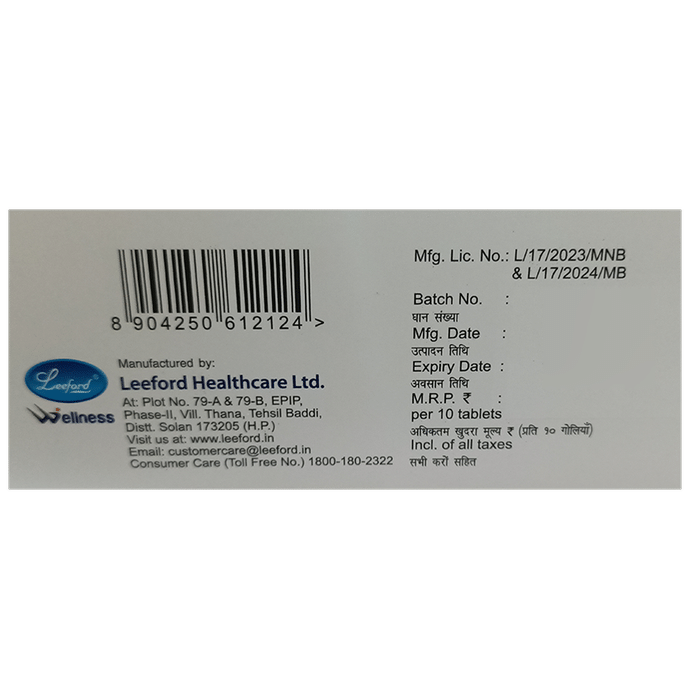 8 904250 612124 >
Manufactured by:
Leeford
Wellness
Leeford Healthcare Ltd.
At: Plot No. 79-A & 79-B, EPIP,
Phase-II, Vill. Thana, Tehsil Baddi,
Distt. Solan 173205 (H.P.)
Visit us at: www.leeford.in
Email: customercare@leeford.in
Consumer Care (Toll Free No.) 1800-180-2322
Mfg. Lic. No.: L/17/2023/MNB
& L/17/2024/MB
Batch No. :
घान संख्या
Mfg. Date :
उत्पादन तिथि
Expiry Date :
अवसान तिथि
M.R.P. ₹ :
per 10 tablets
अधिकतम खुदरा मूल्य ₹ (प्रति १० गोलियाँ)
Incl. of all taxes
सभी करों सहित